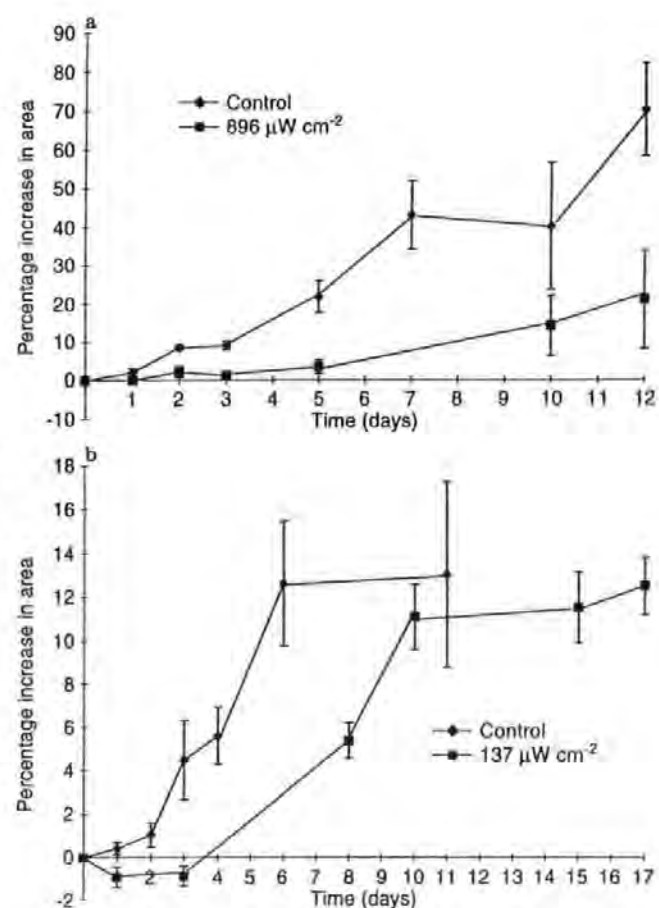 a
90
80
70
60
50
40
30
20
10
0
-10
Percentage increase in area
Control
896 µW cm⁻²
1 2 3 4 5 6 7 8 9 10 11 12
Time (days)
b
18
16
14
12
10
8
6
4
2
0
-2
Percentage increase in area
Control
137 µW cm⁻²
2 3 4 5 6 7 8 9 10 11 12 13 14 15 16 17
Time (days)